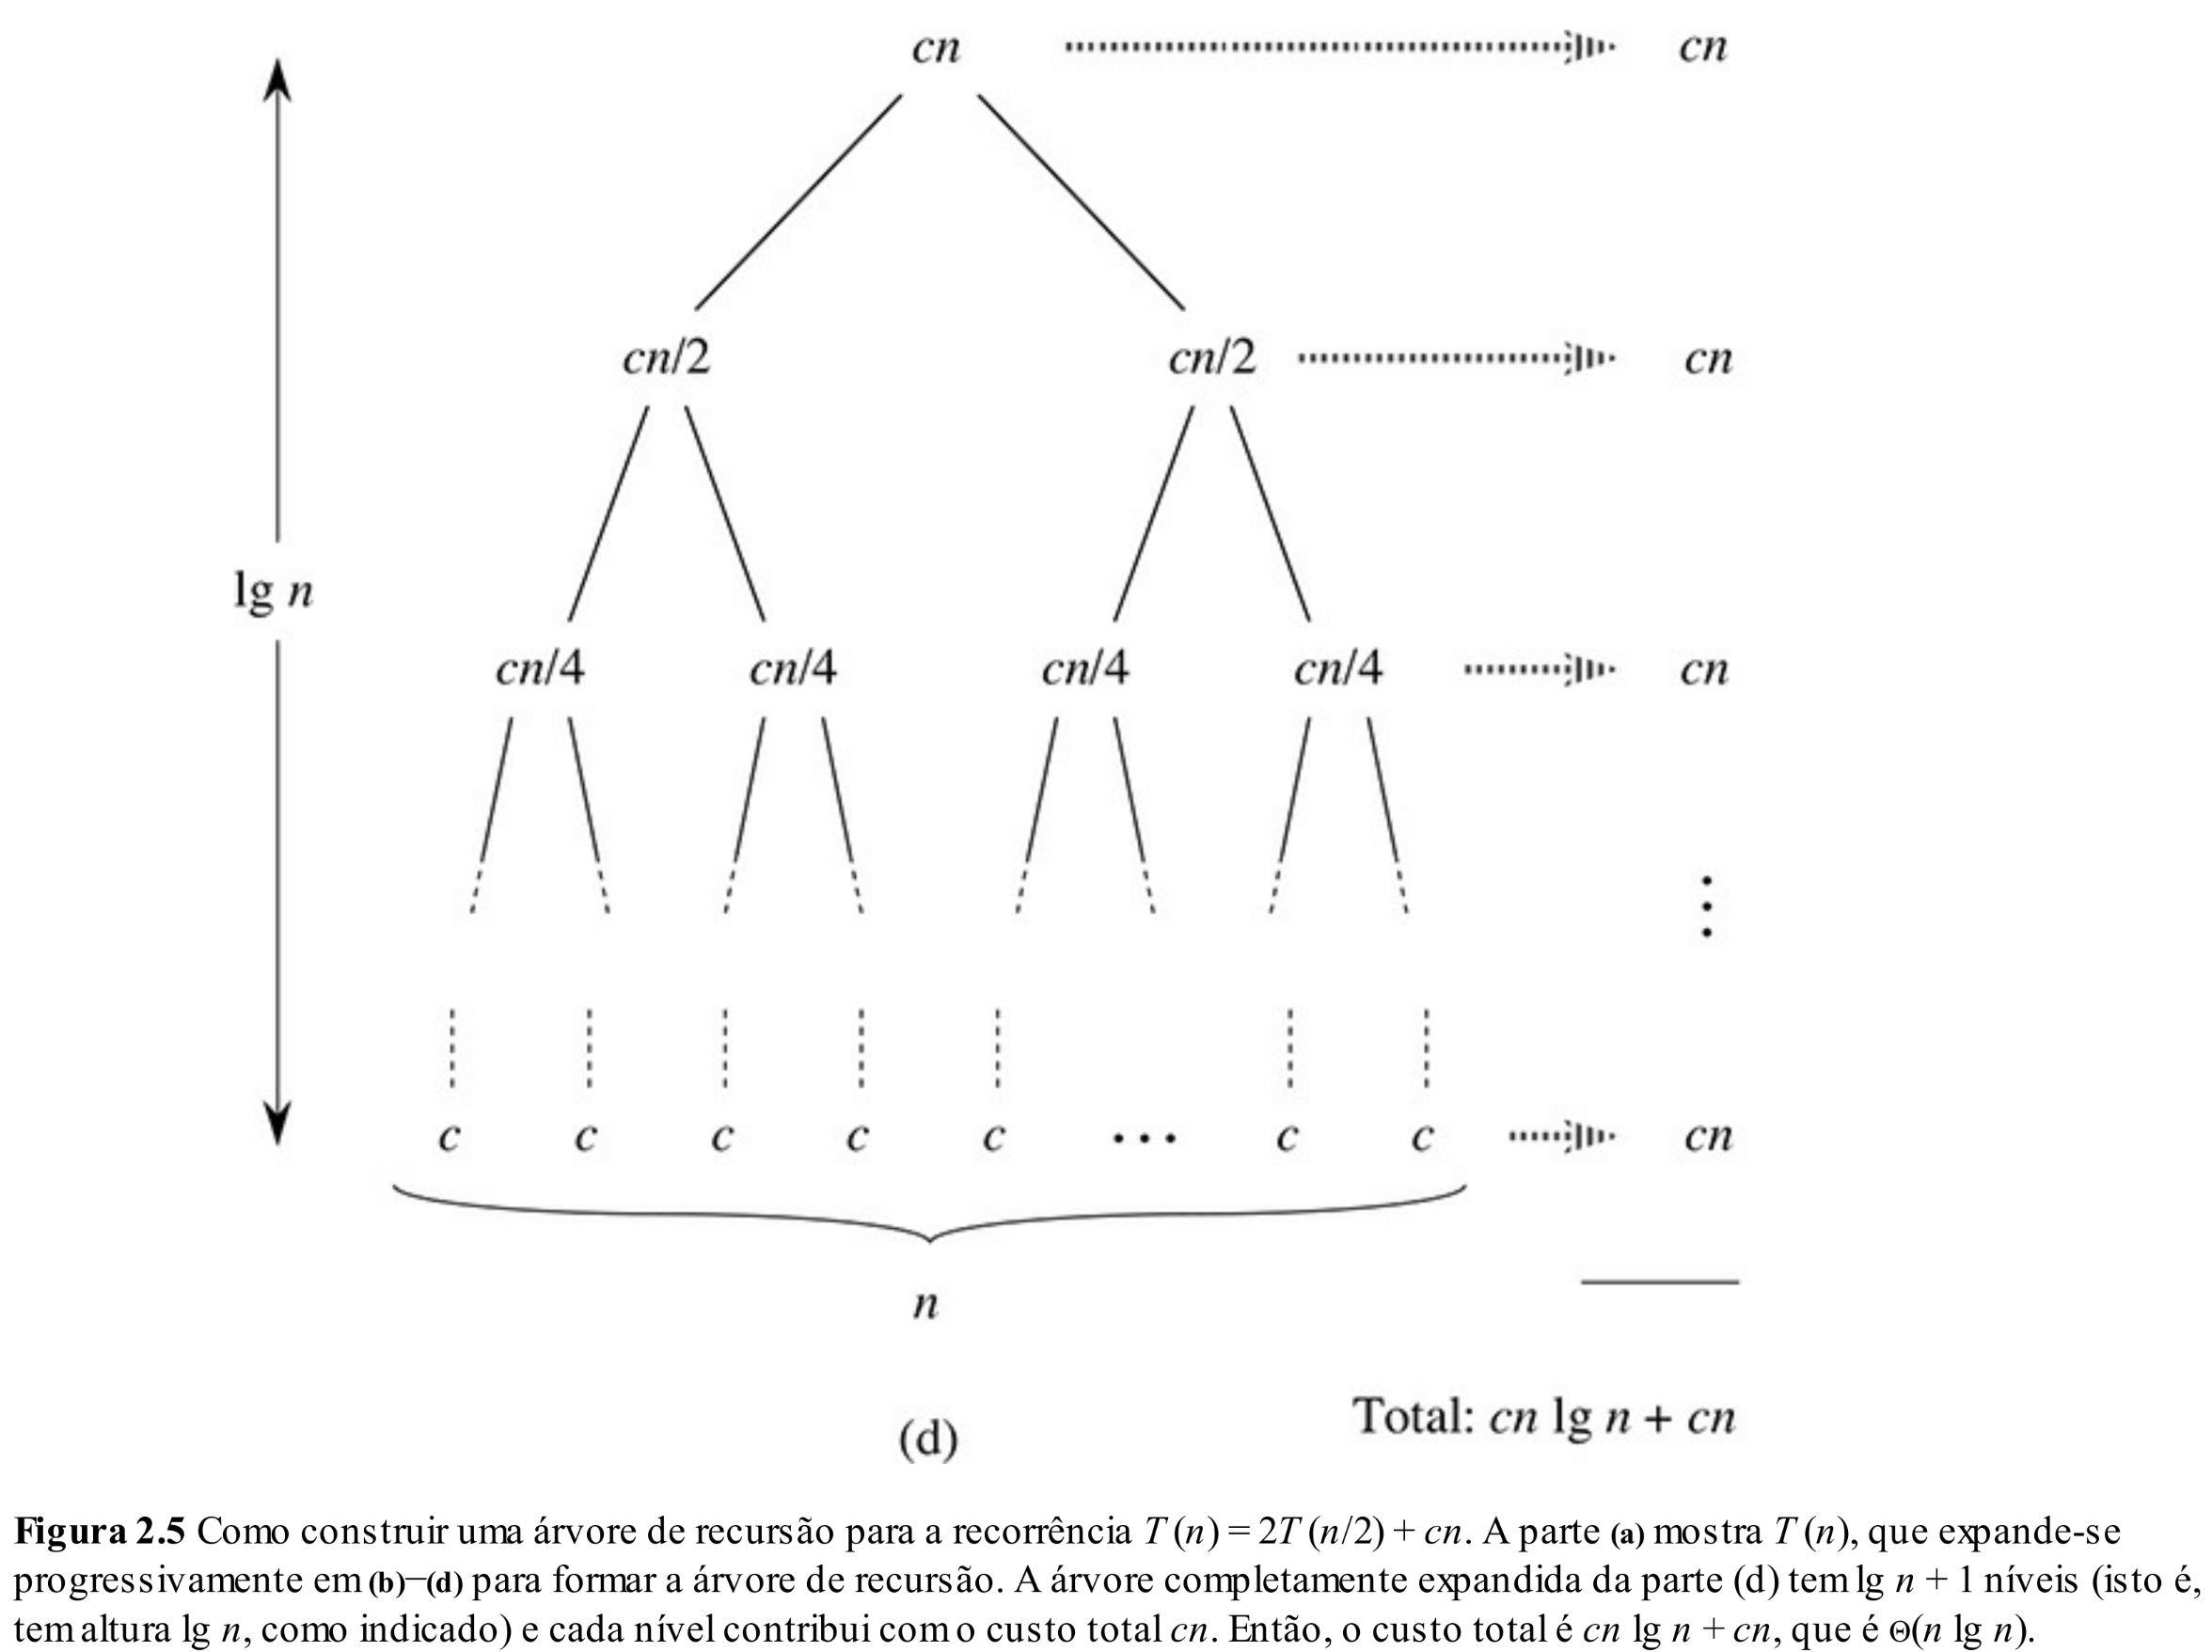 cn cn
cn/2 cn/2 cn
lg n
cn/4 cn/4 cn/4 cn/4 cn
⋮
c c c c c ... c c cn
n
Total: cn lg n + cn
(d)
Figura 2.5 Como construir uma árvore de recursão para a recorrência T (n) = 2T (n/2) + cn. A parte (a) mostra T (n), que expande-se
progressivamente em (b)–(d) para formar a árvore de recursão. A árvore completamente expandida da parte (d) tem lg n + 1 níveis (isto é,
tem altura lg n, como indicado) e cada nível contribui com o custo total cn. Então, o custo total é cn lg n + cn, que é Θ(n lg n).